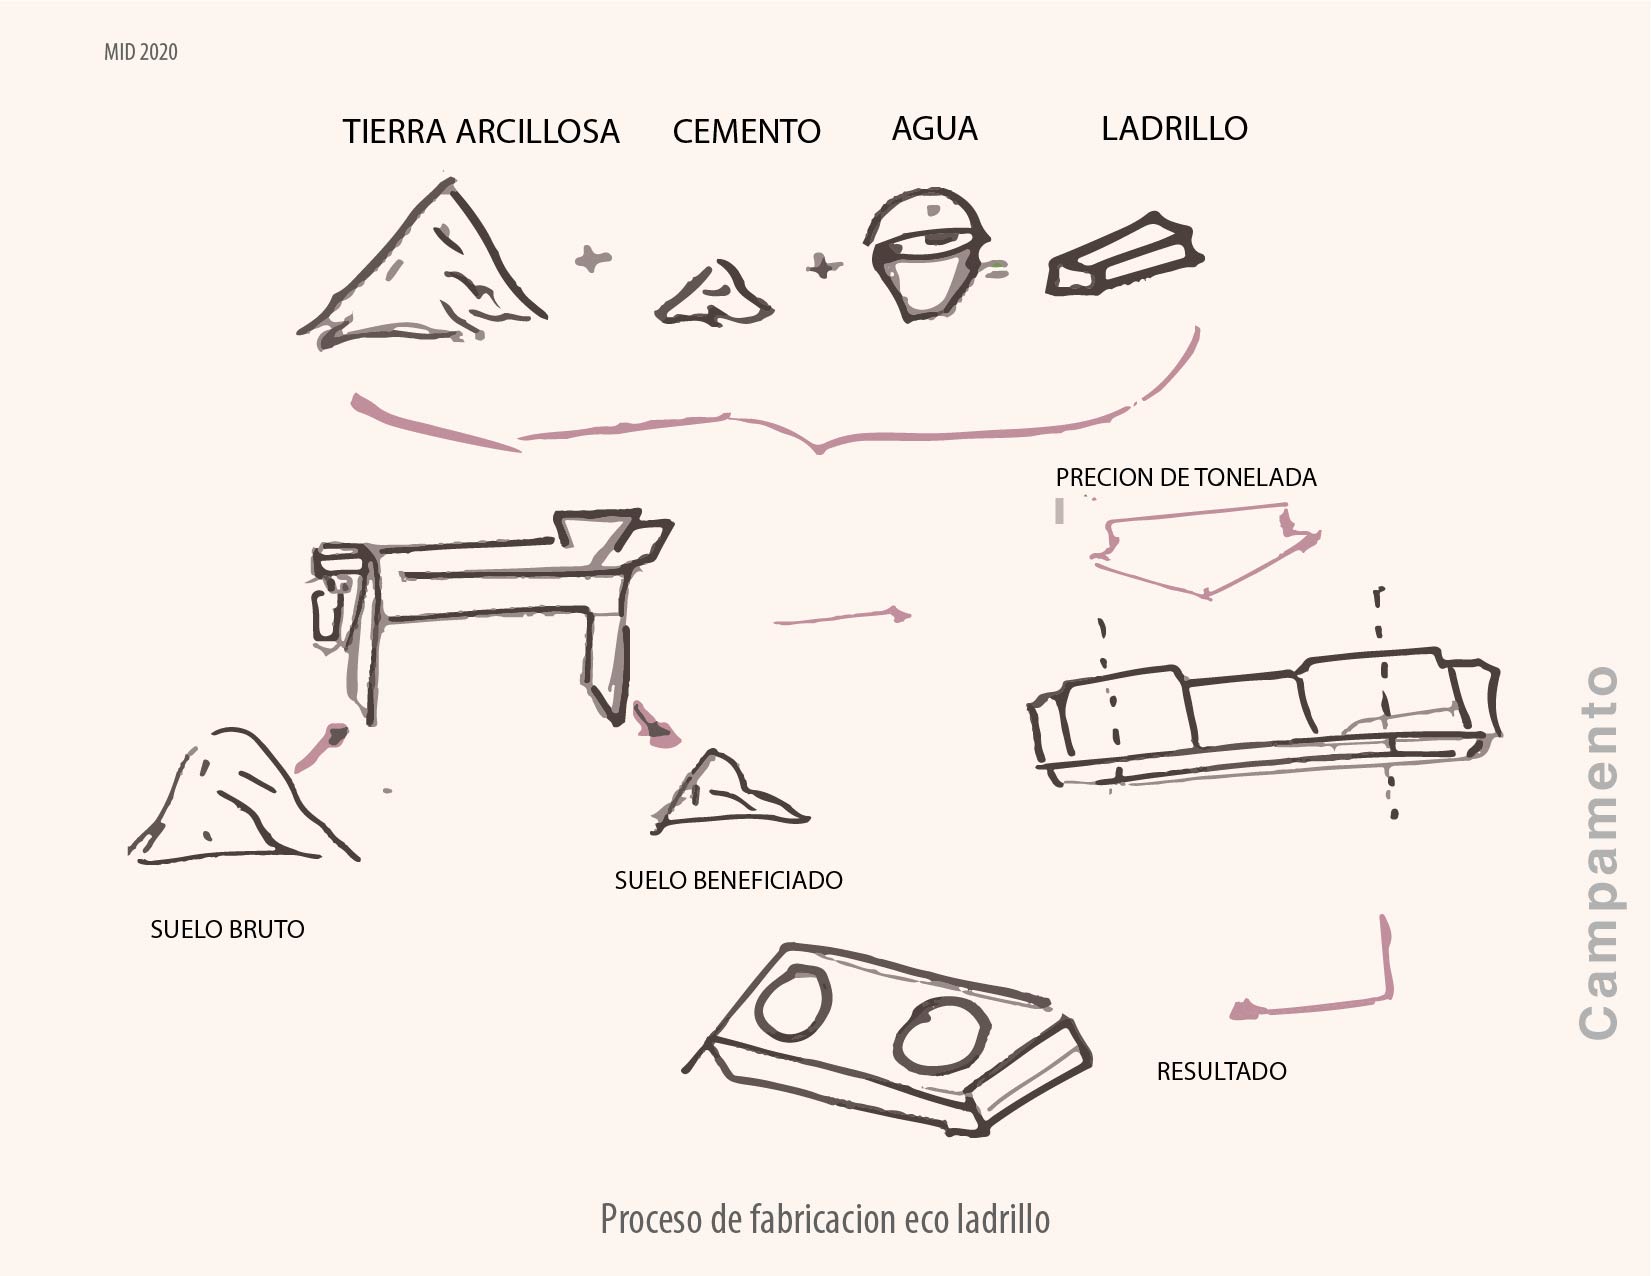 MID 2020
TIERRA ARCILLOSA
CEMENTO
AGUA
LADRILLO
PRECION DE TONELADA
SUELO BENEFICIADO
SUELO BRUTO
RESULTADO
Campamento
Proceso de fabricacion eco ladrillo